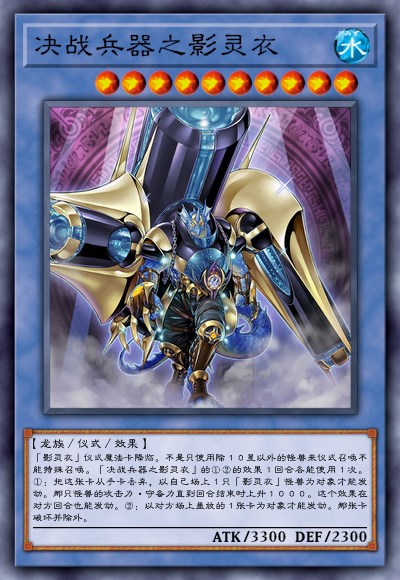 决战兵器之影灵衣
水
【龙族／仪式／效果】
「影灵衣」仪式魔法卡降临。不是只使用除10星以外的怪兽来仪式召唤不
能特殊召唤。「决战兵器之影灵衣」的①②的效果1回合各能使用1次。
①：把这张卡从手卡丢弃，以自己场上1只「影灵衣」怪兽为对象才能发
动。那只怪兽的攻击力·守备力直到回合结束时上升1000。这个效果在
对方回合也能发动。②：以对方场上盖放的1张卡为对象才能发动。那张卡
破坏并除外。
ATK/3300 DEF/2300